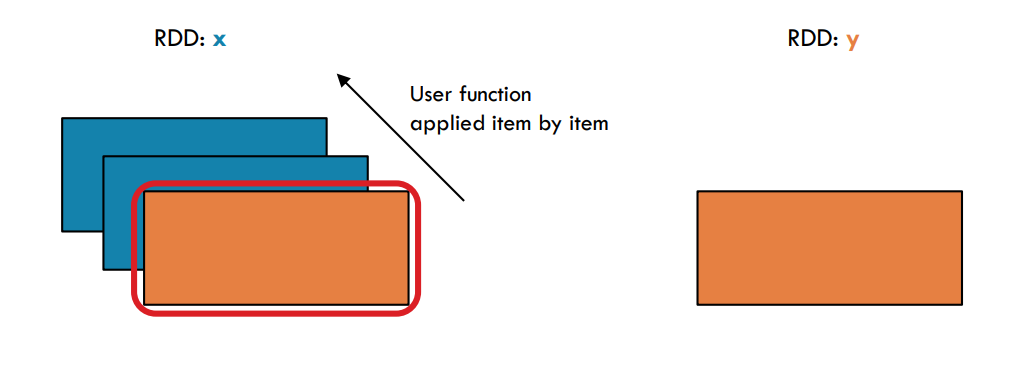 RDD: x
RDD: y
User function
applied item by item